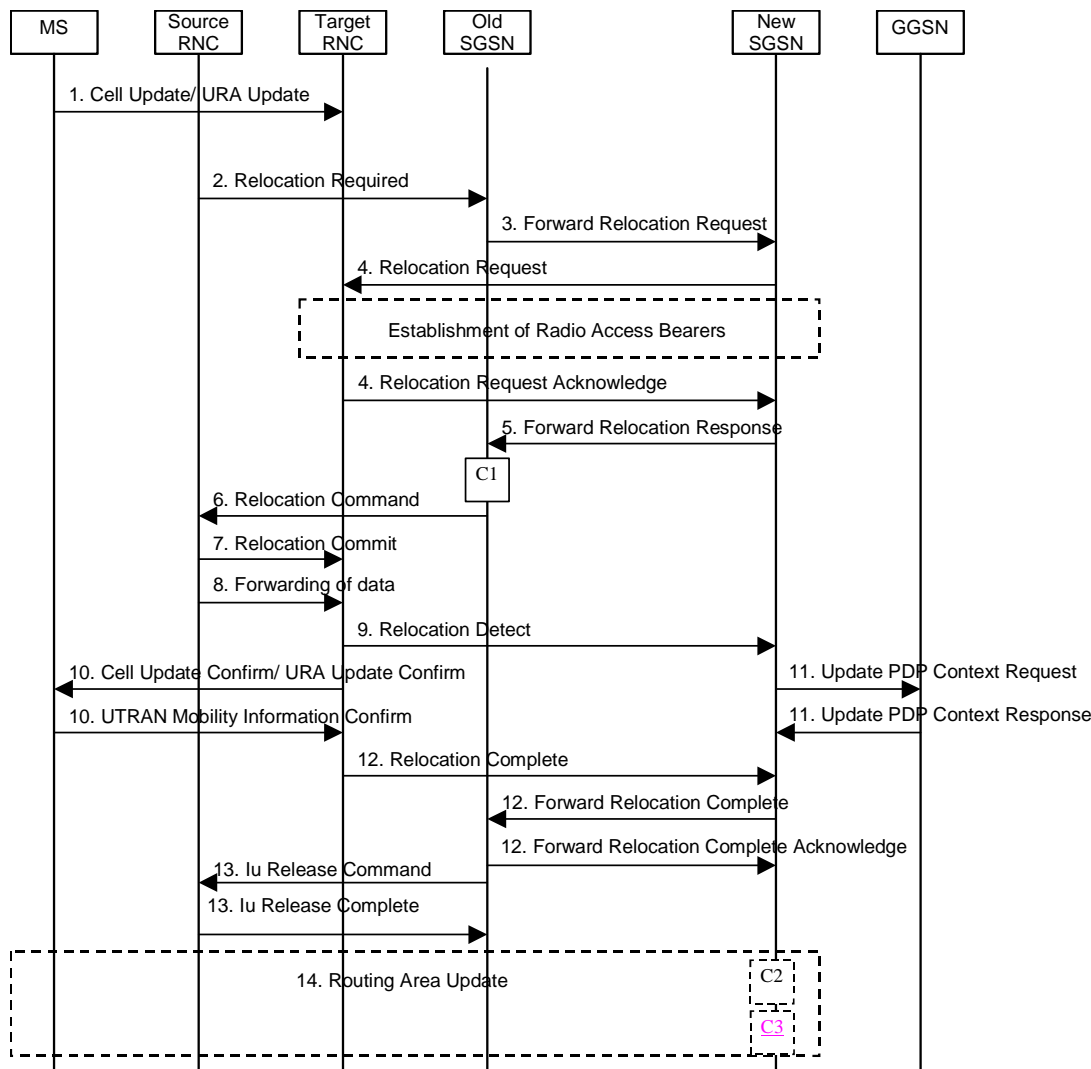 MS
Source
RNC
Target
RNC
Old
SGSN
New
SGSN
GGSN
1. Cell Update/ URA Update
2. Relocation Required
3. Forward Relocation Request
4. Relocation Request
Establishment of Radio Access Bearers
4. Relocation Request Acknowledge
5. Forward Relocation Response
C1
6. Relocation Command
7. Relocation Commit
8. Forwarding of data
9. Relocation Detect
10. Cell Update Confirm/ URA Update Confirm
11. Update PDP Context Request
10. UTRAN Mobility Information Confirm
11. Update PDP Context Response
12. Relocation Complete
12. Forward Relocation Complete
12. Forward Relocation Complete Acknowledge
13. Iu Release Command
13. Iu Release Complete
14. Routing Area Update
C2
C3